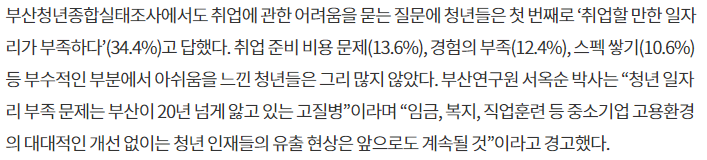 부산청년종합실태조사에서도 취업에 관한 어려움을 묻는 질문에 청년들은 첫 번째로 ‘취업할 만한 일자
리가 부족하다’(34.4%)고 답했다. 취업 준비 비용 문제(13.6%), 경험의 부족(12.4%), 스펙 쌓기(10.6%)
등 부수적인 부분에서 아쉬움을 느낀 청년들은 그리 많지 않았다. 부산연구원 서옥순 박사는 “청년 일자
리 부족 문제는 부산이 20년 넘게 앓고 있는 고질병”이라며 “임금, 복지, 직업훈련 등 중소기업 고용환경
의 대대적인 개선 없이는 청년 인재들의 유출 현상은 앞으로도 계속될 것”이라고 경고했다.